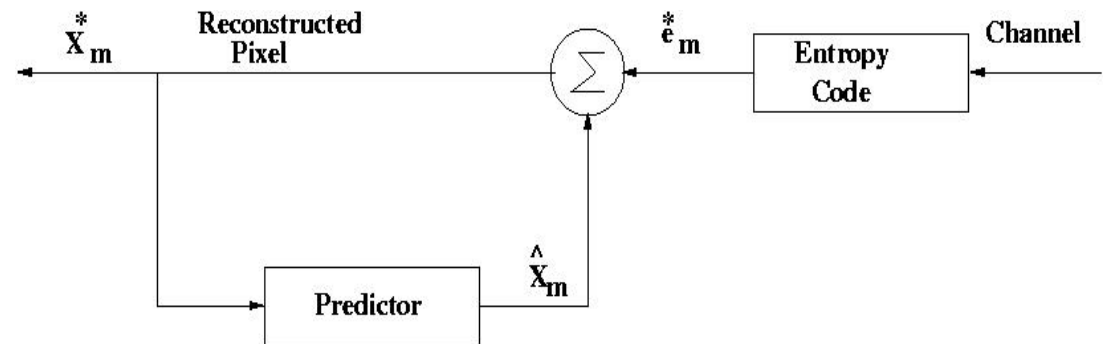 X*m
Reconstructed
Pixel
Σ
e*m
Entropy
Code
Channel
X̂m
Predictor